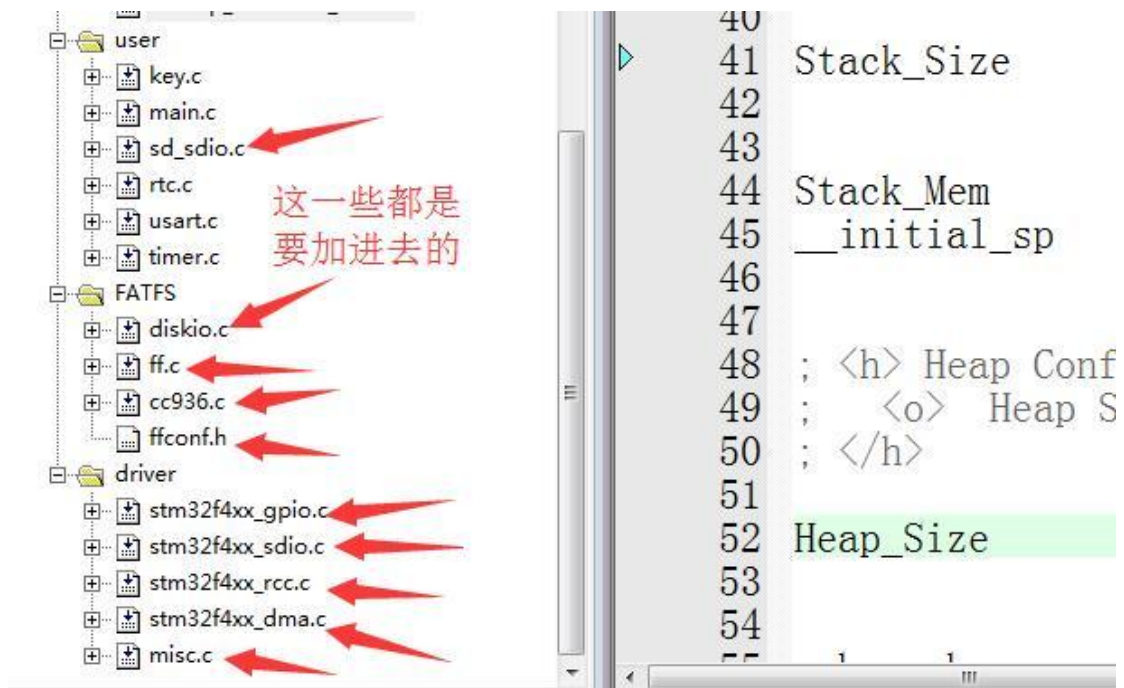 user
key.c
main.c
sd_sdio.c
rtc.c
usart.c
timer.c
这一些都是
要加进去的
FATFS
diskio.c
ff.c
cc936.c
ffconf.h
driver
stm32f4xx_gpio.c
stm32f4xx_sdio.c
stm32f4xx_rcc.c
stm32f4xx_dma.c
misc.c
40
41 Stack_Size
42
43
44 Stack_Mem
45 __initial_sp
46
47
48 ; <h> Heap Conf
49 ;   <o>  Heap S
50 ; </h>
51
52 Heap_Size
53
54